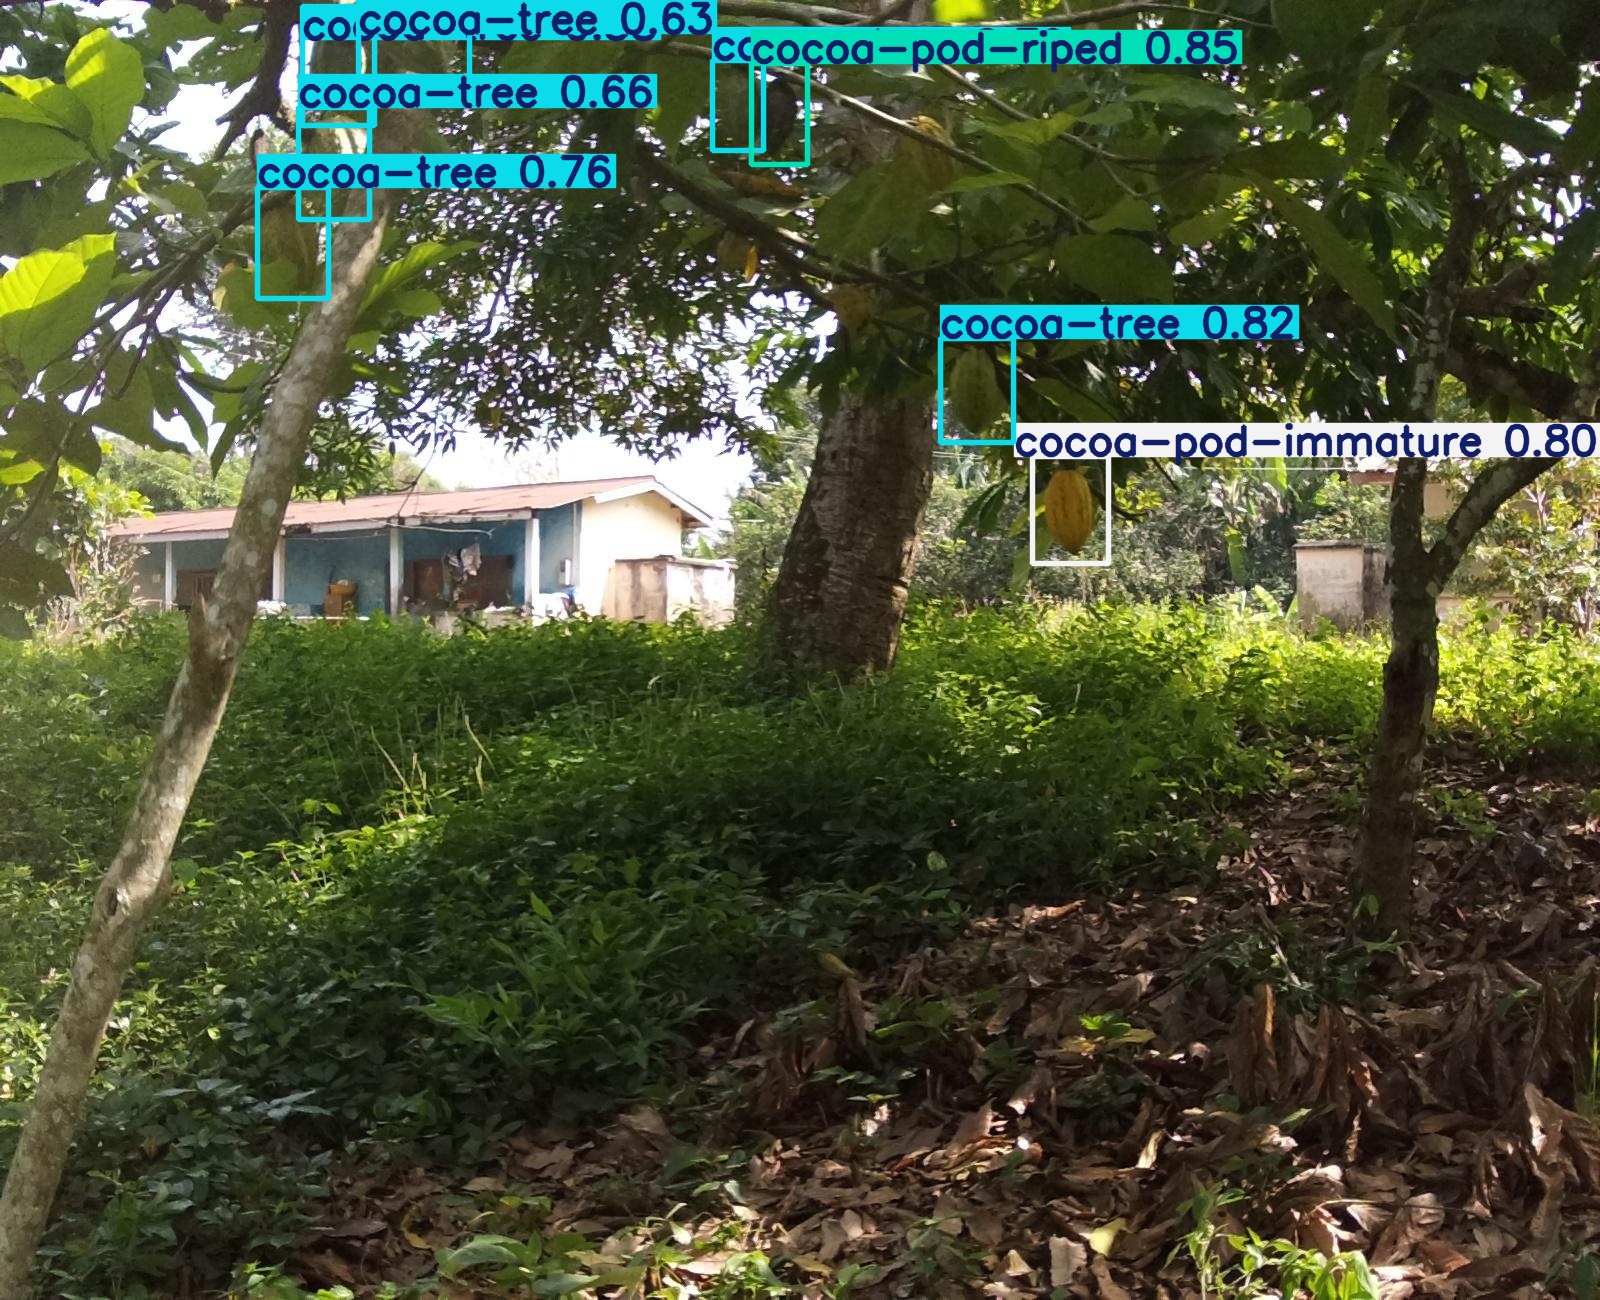 cocoa-tree 0.63
cocoa-pod-riped 0.85
cocoa-tree 0.66
cocoa-tree 0.76
cocoa-tree 0.82
cocoa-pod-immature 0.80